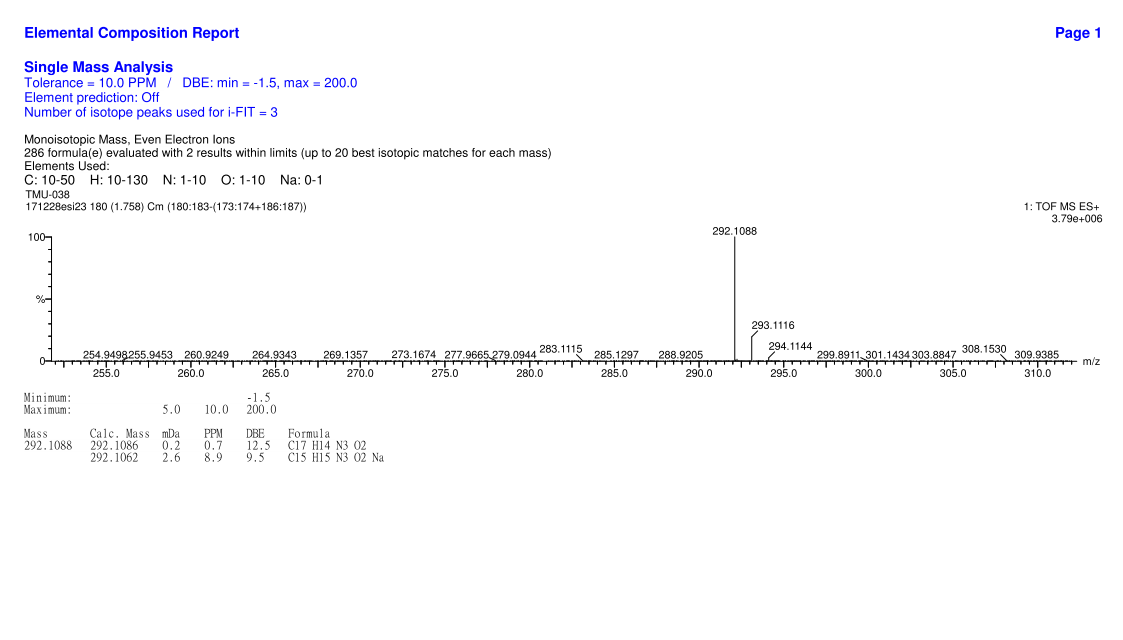 Elemental Composition Report Page 1
Single Mass Analysis
Tolerance = 10.0 PPM / DBE: min = -1.5, max = 200.0
Element prediction: Off
Number of isotope peaks used for i-FIT = 3
Monoisotopic Mass, Even Electron Ions
286 formula(e) evaluated with 2 results within limits (up to 20 best isotopic matches for each mass)
Elements Used:
C: 10-50 H: 10-130 N: 1-10 O: 1-10 Na: 0-1
TMU-038
171228esi23 180 (1.758) Cm (180:183-(173:174+186:187))
1: TOF MS ES+
3.79e+006
100
%
0
292.1088
293.1116
294.1144
254.9498 255.9453 260.9249 264.9343 269.1357 273.1674 277.9665 279.0944 283.1115 285.1297 288.9205 299.8911 301.1434 303.8847 308.1530 309.9385
m/z
255.0 260.0 265.0 270.0 275.0 280.0 285.0 290.0 295.0 300.0 305.0 310.0
Minimum: -1.5
Maximum: 5.0 10.0 200.0
Mass Calc. Mass mDa PPM DBE Formula
292.1088 292.1086 0.2 0.7 12.5 C17 H14 N3 O2
292.1062 2.6 8.9 9.5 C15 H15 N3 O2 Na